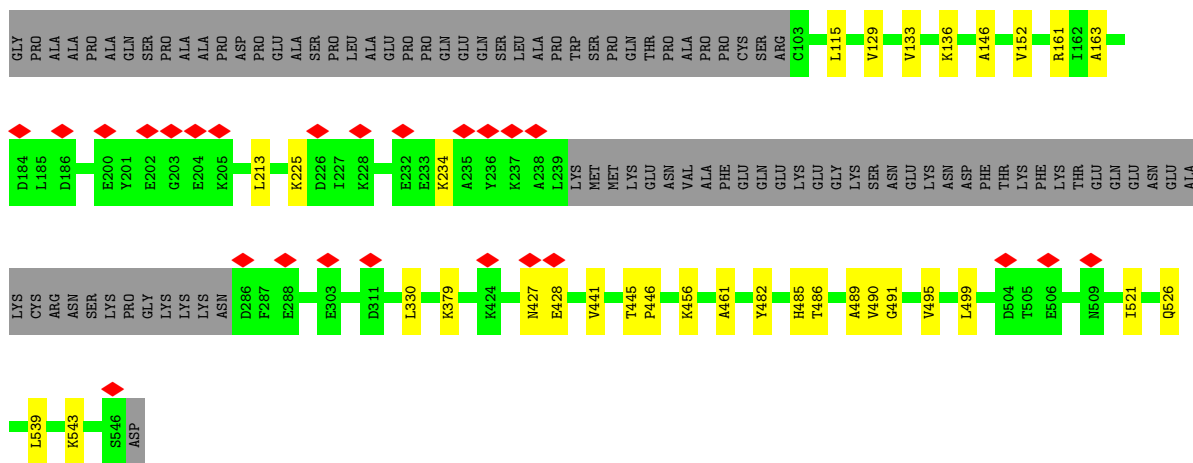 GLY PRO ALA ALA PRO ALA GLN SER PRO ALA ALA PRO ASP PRO GLU ALA SER PRO LEU ALA GLU PRO PRO GLN GLU GLN SER LEU ALA PRO TRP SER PRO GLN THR PRO ALA PRO PRO CYS SER ARG C103 L115 V129 V133 K136 A146 V152 R161 I162 A163
D184 L185 D186 E200 Y201 E202 G203 E204 K205 L213 K225 D226 I227 K228 E232 E233 K234 A235 Y236 K237 A238 L239 LYS MET MET LYS GLU ASN VAL ALA PHE GLU GLN GLU LYS GLU GLY LYS SER ASN GLU LYS ASN ASP PHE THR LYS PHE LYS THR GLU GLN GLU ASN GLU ALA
LYS CYS ARG ASN SER LYS PRO GLY LYS LYS LYS ASN D286 F287 E288 E303 D311 L330 K379 K424 N427 E428 V441 T445 P446 K456 A461 Y482 H485 T486 A489 V490 G491 V495 L499 D504 T505 E506 N509 I521 Q526
L539 K543 S546 ASP